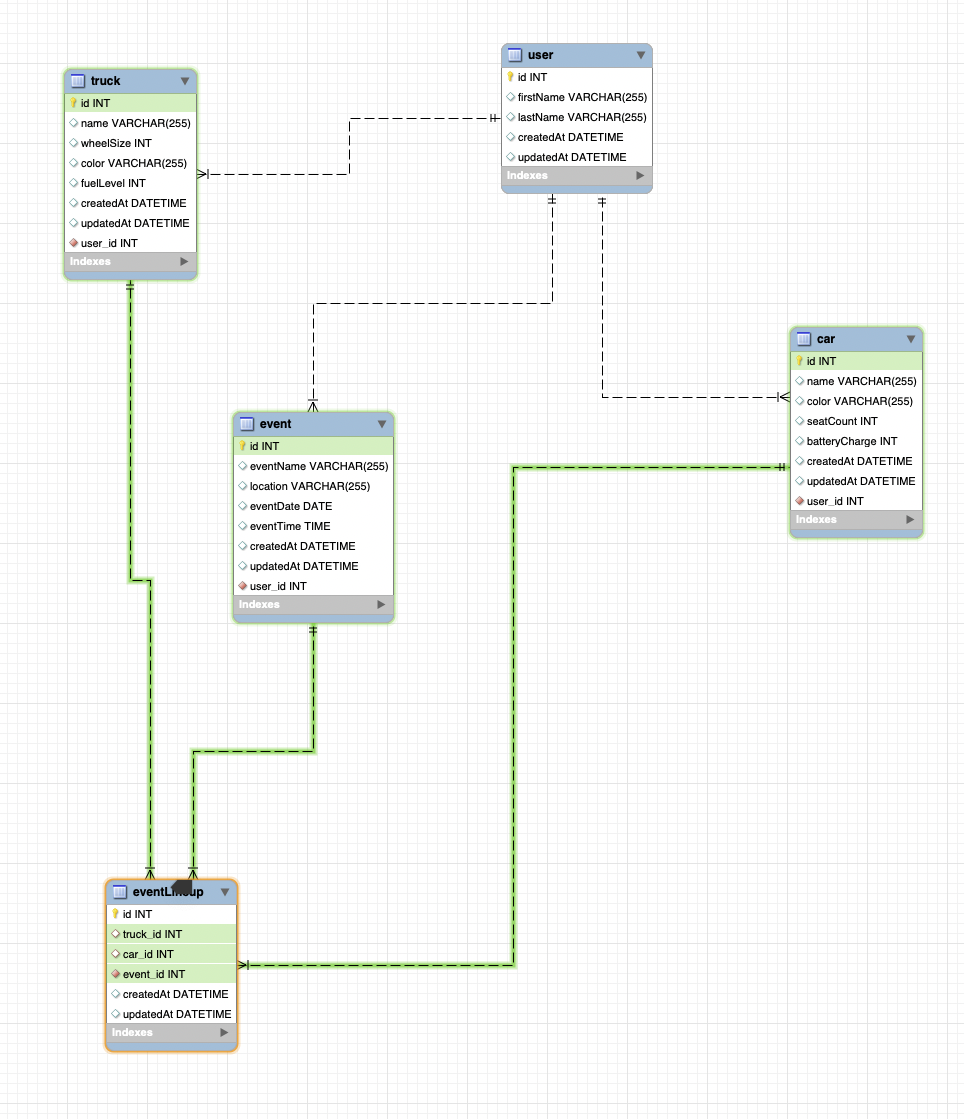 truck
id INT
name VARCHAR(255)
wheelSize INT
color VARCHAR(255)
fuelLevel INT
createdAt DATETIME
updatedAt DATETIME
user_id INT
Indexes
user
id INT
firstName VARCHAR(255)
lastName VARCHAR(255)
createdAt DATETIME
updatedAt DATETIME
Indexes
car
id INT
name VARCHAR(255)
color VARCHAR(255)
seatCount INT
batteryCharge INT
createdAt DATETIME
updatedAt DATETIME
user_id INT
Indexes
event
id INT
eventName VARCHAR(255)
location VARCHAR(255)
eventDate DATE
eventTime TIME
createdAt DATETIME
updatedAt DATETIME
user_id INT
Indexes
eventLineup
id INT
truck_id INT
car_id INT
event_id INT
createdAt DATETIME
updatedAt DATETIME
Indexes